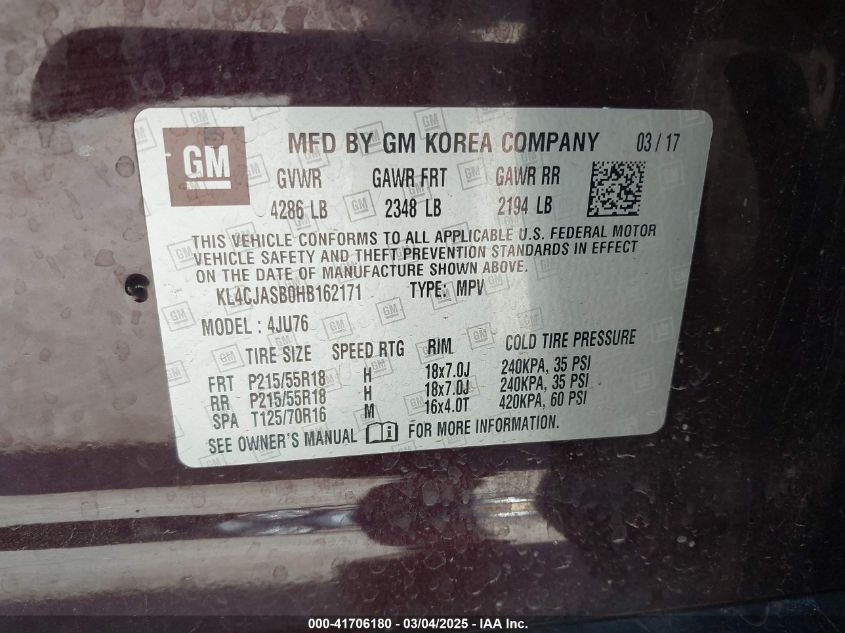 GM MFD BY GM KOREA COMPANY 03 / 17
GVWR GAWR FRT GAWR RR
4286 LB 2348 LB 2194 LB
THIS VEHICLE CONFORMS TO ALL APPLICABLE U.S. FEDERAL MOTOR
VEHICLE SAFETY AND THEFT PREVENTION STANDARDS IN EFFECT
ON THE DATE OF MANUFACTURE SHOWN ABOVE.
KL4CJASB0HB162171 TYPE: MPV
MODEL : 4JU76
TIRE SIZE SPEED RTG RIM COLD TIRE PRESSURE
FRT P215/55R18 H 18x7.0J 240KPA, 35 PSI
RR P215/55R18 H 18x7.0J 240KPA, 35 PSI
SPA T125/70R16 M 16x4.0T 420KPA, 60 PSI
SEE OWNER'S MANUAL i FOR MORE INFORMATION.
000-41706180 - 03/04/2025 - IAA Inc.